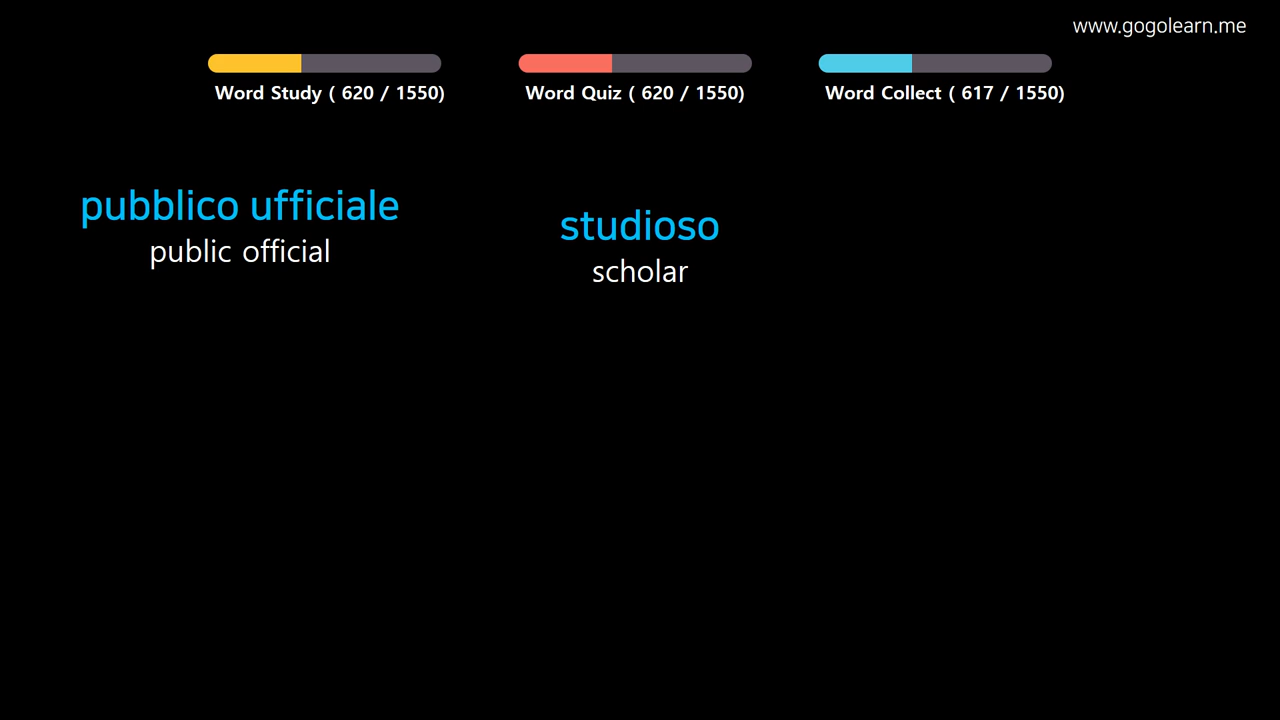 www.gogolearn.me
Word Study ( 620 / 1550)
Word Quiz ( 620 / 1550)
Word Collect ( 617 / 1550)
pubblico ufficiale
public official
studioso
scholar